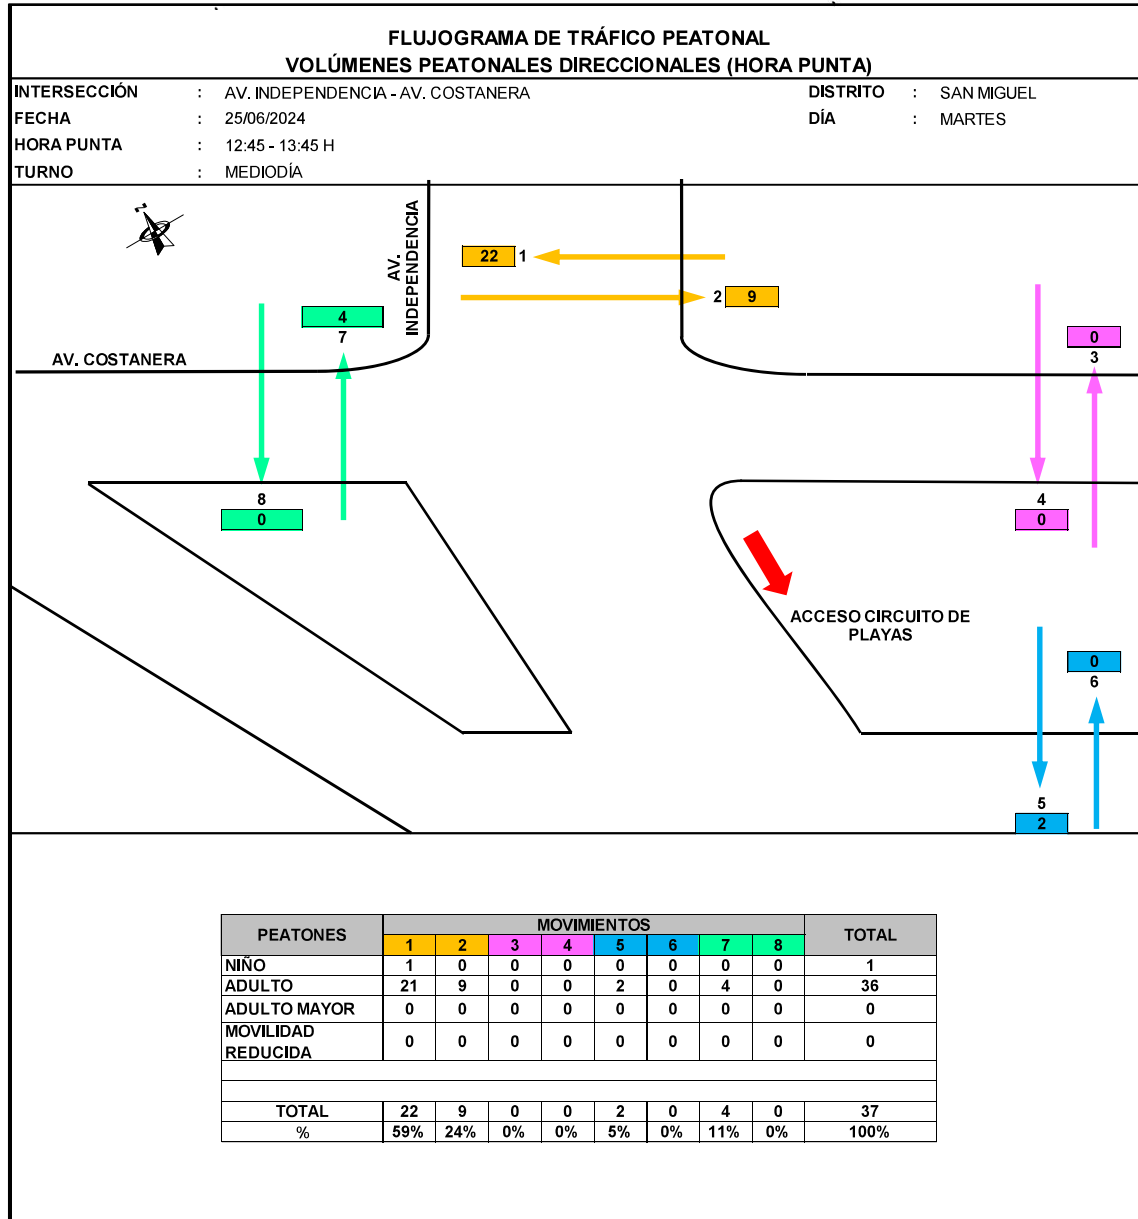 FLUJOGRAMA DE TRÁFICO PEATONAL
VOLÚMENES PEATONALES DIRECCIONALES (HORA PUNTA)
INTERSECCIÓN : AV. INDEPENDENCIA - AV. COSTANERA DISTRITO : SAN MIGUEL
FECHA : 25/06/2024 DÍA : MARTES
HORA PUNTA : 12:45 - 13:45 H
TURNO : MEDIODÍA
AV.
INDEPENDENCIA
22 1
2 9
4
7
0
3
AV. COSTANERA
8
0
4
0
ACCESO CIRCUITO DE
PLAYAS
0
6
5
2
PEATONES MOVIMIENTOS TOTAL
1 2 3 4 5 6 7 8
NIÑO 1 0 0 0 0 0 0 0 1
ADULTO 21 9 0 0 2 0 4 0 36
ADULTO MAYOR 0 0 0 0 0 0 0 0 0
MOVILIDAD
REDUCIDA 0 0 0 0 0 0 0 0 0
TOTAL 22 9 0 0 2 0 4 0 37
% 59% 24% 0% 0% 5% 0% 11% 0% 100%